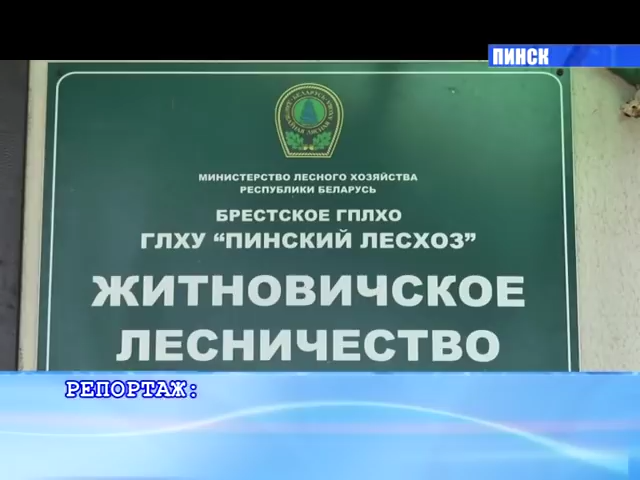 ПИНСК
МИНИСТЕРСТВО ЛЕСНОГО ХОЗЯЙСТВА
РЕСПУБЛИКИ БЕЛАРУСЬ
БРЕСТСКОЕ ГПЛХО
ГЛХУ “ПИНСКИЙ ЛЕСХОЗ”
ЖИТНОВИЧСКОЕ
ЛЕСНИЧЕСТВО
РЕПОРТАЖ: